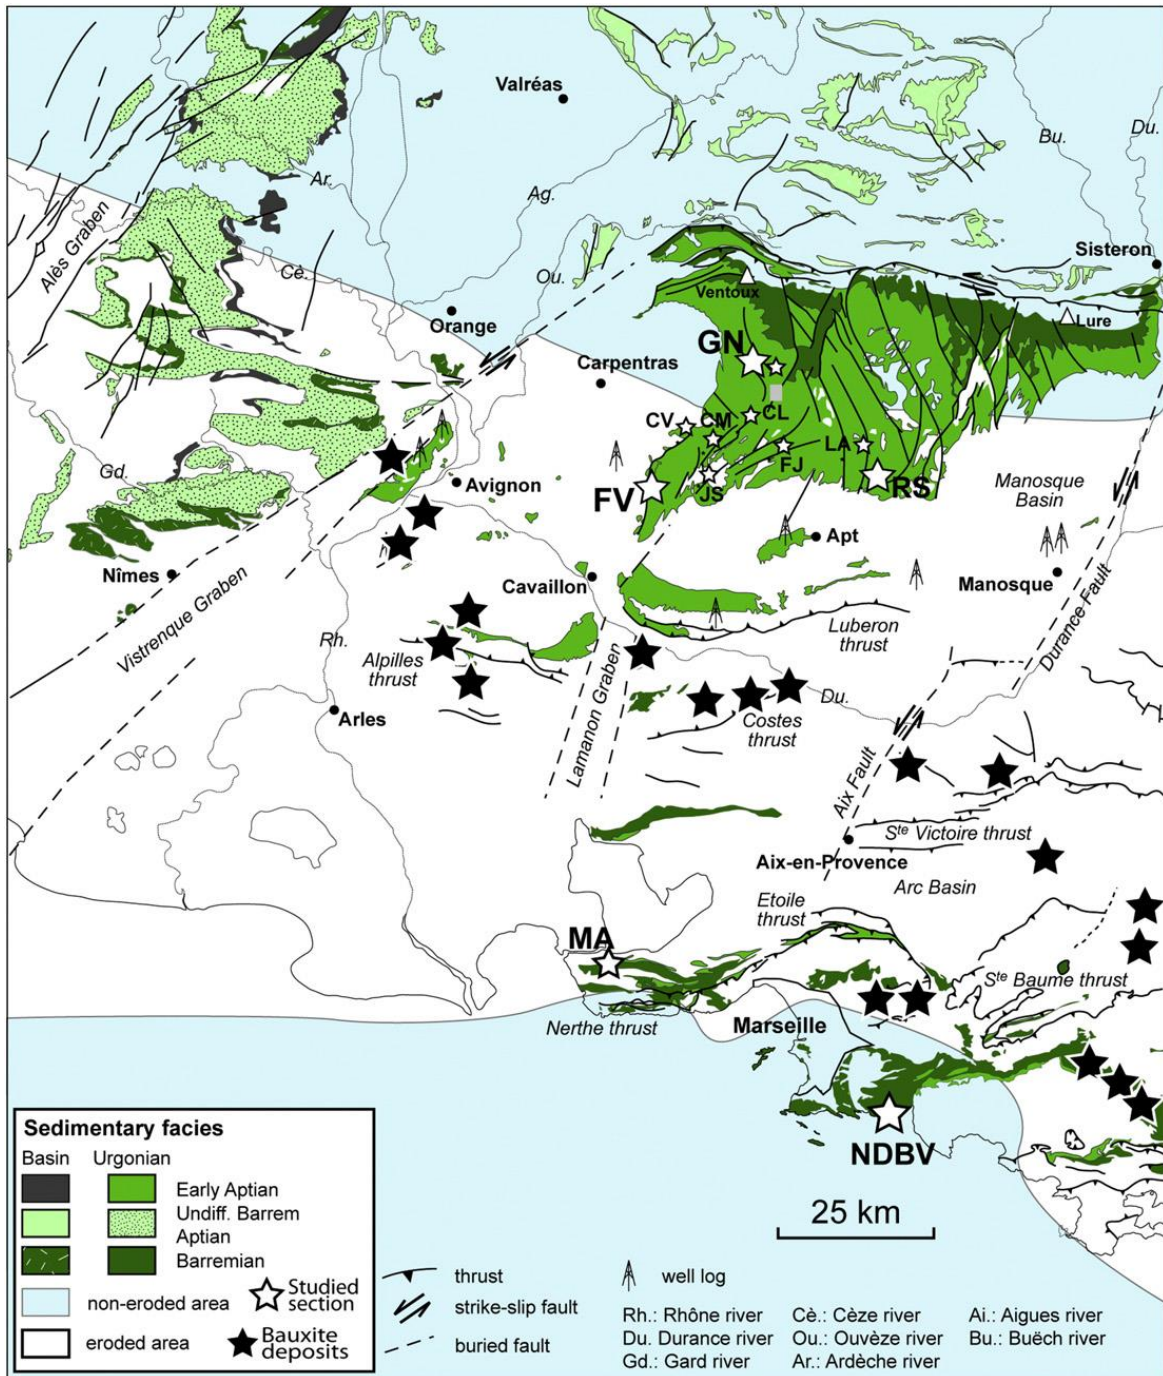 Valréas
Bu.
Du.
Ar.
Ag.
Alès Graben
Cè.
Ou.
Sisteron
Ventoux
Lure
Orange
GN
Carpentras
CL
CV
CM
LA
FJ
Gd.
JS
RS
Avignon
FV
Manosque
Basin
Apt
Nîmes
Cavaillon
Manosque
Vistrenque Graben
Rh.
Alpilles
thrust
Luberon
thrust
Durance Fault
Arles
Lamanon Graben
Du.
Costes
thrust
Aix Fault
Ste Victoire thrust
Aix-en-Provence
Arc Basin
Etoile
thrust
MA
Ste Baume thrust
Nerthe thrust
Marseille
NDBV
25 km
Sedimentary facies
Basin Urgonian
Early Aptian
Undiff. Barrem
Aptian
Barremian
non-eroded area
Studied
section
eroded area
Bauxite
deposits
thrust
strike-slip fault
buried fault
well log
Rh.: Rhône river Cè.: Cèze river Ai.: Aigues river
Du. Durance river Ou.: Ouvèze river Bu.: Buëch river
Gd.: Gard river Ar.: Ardèche river